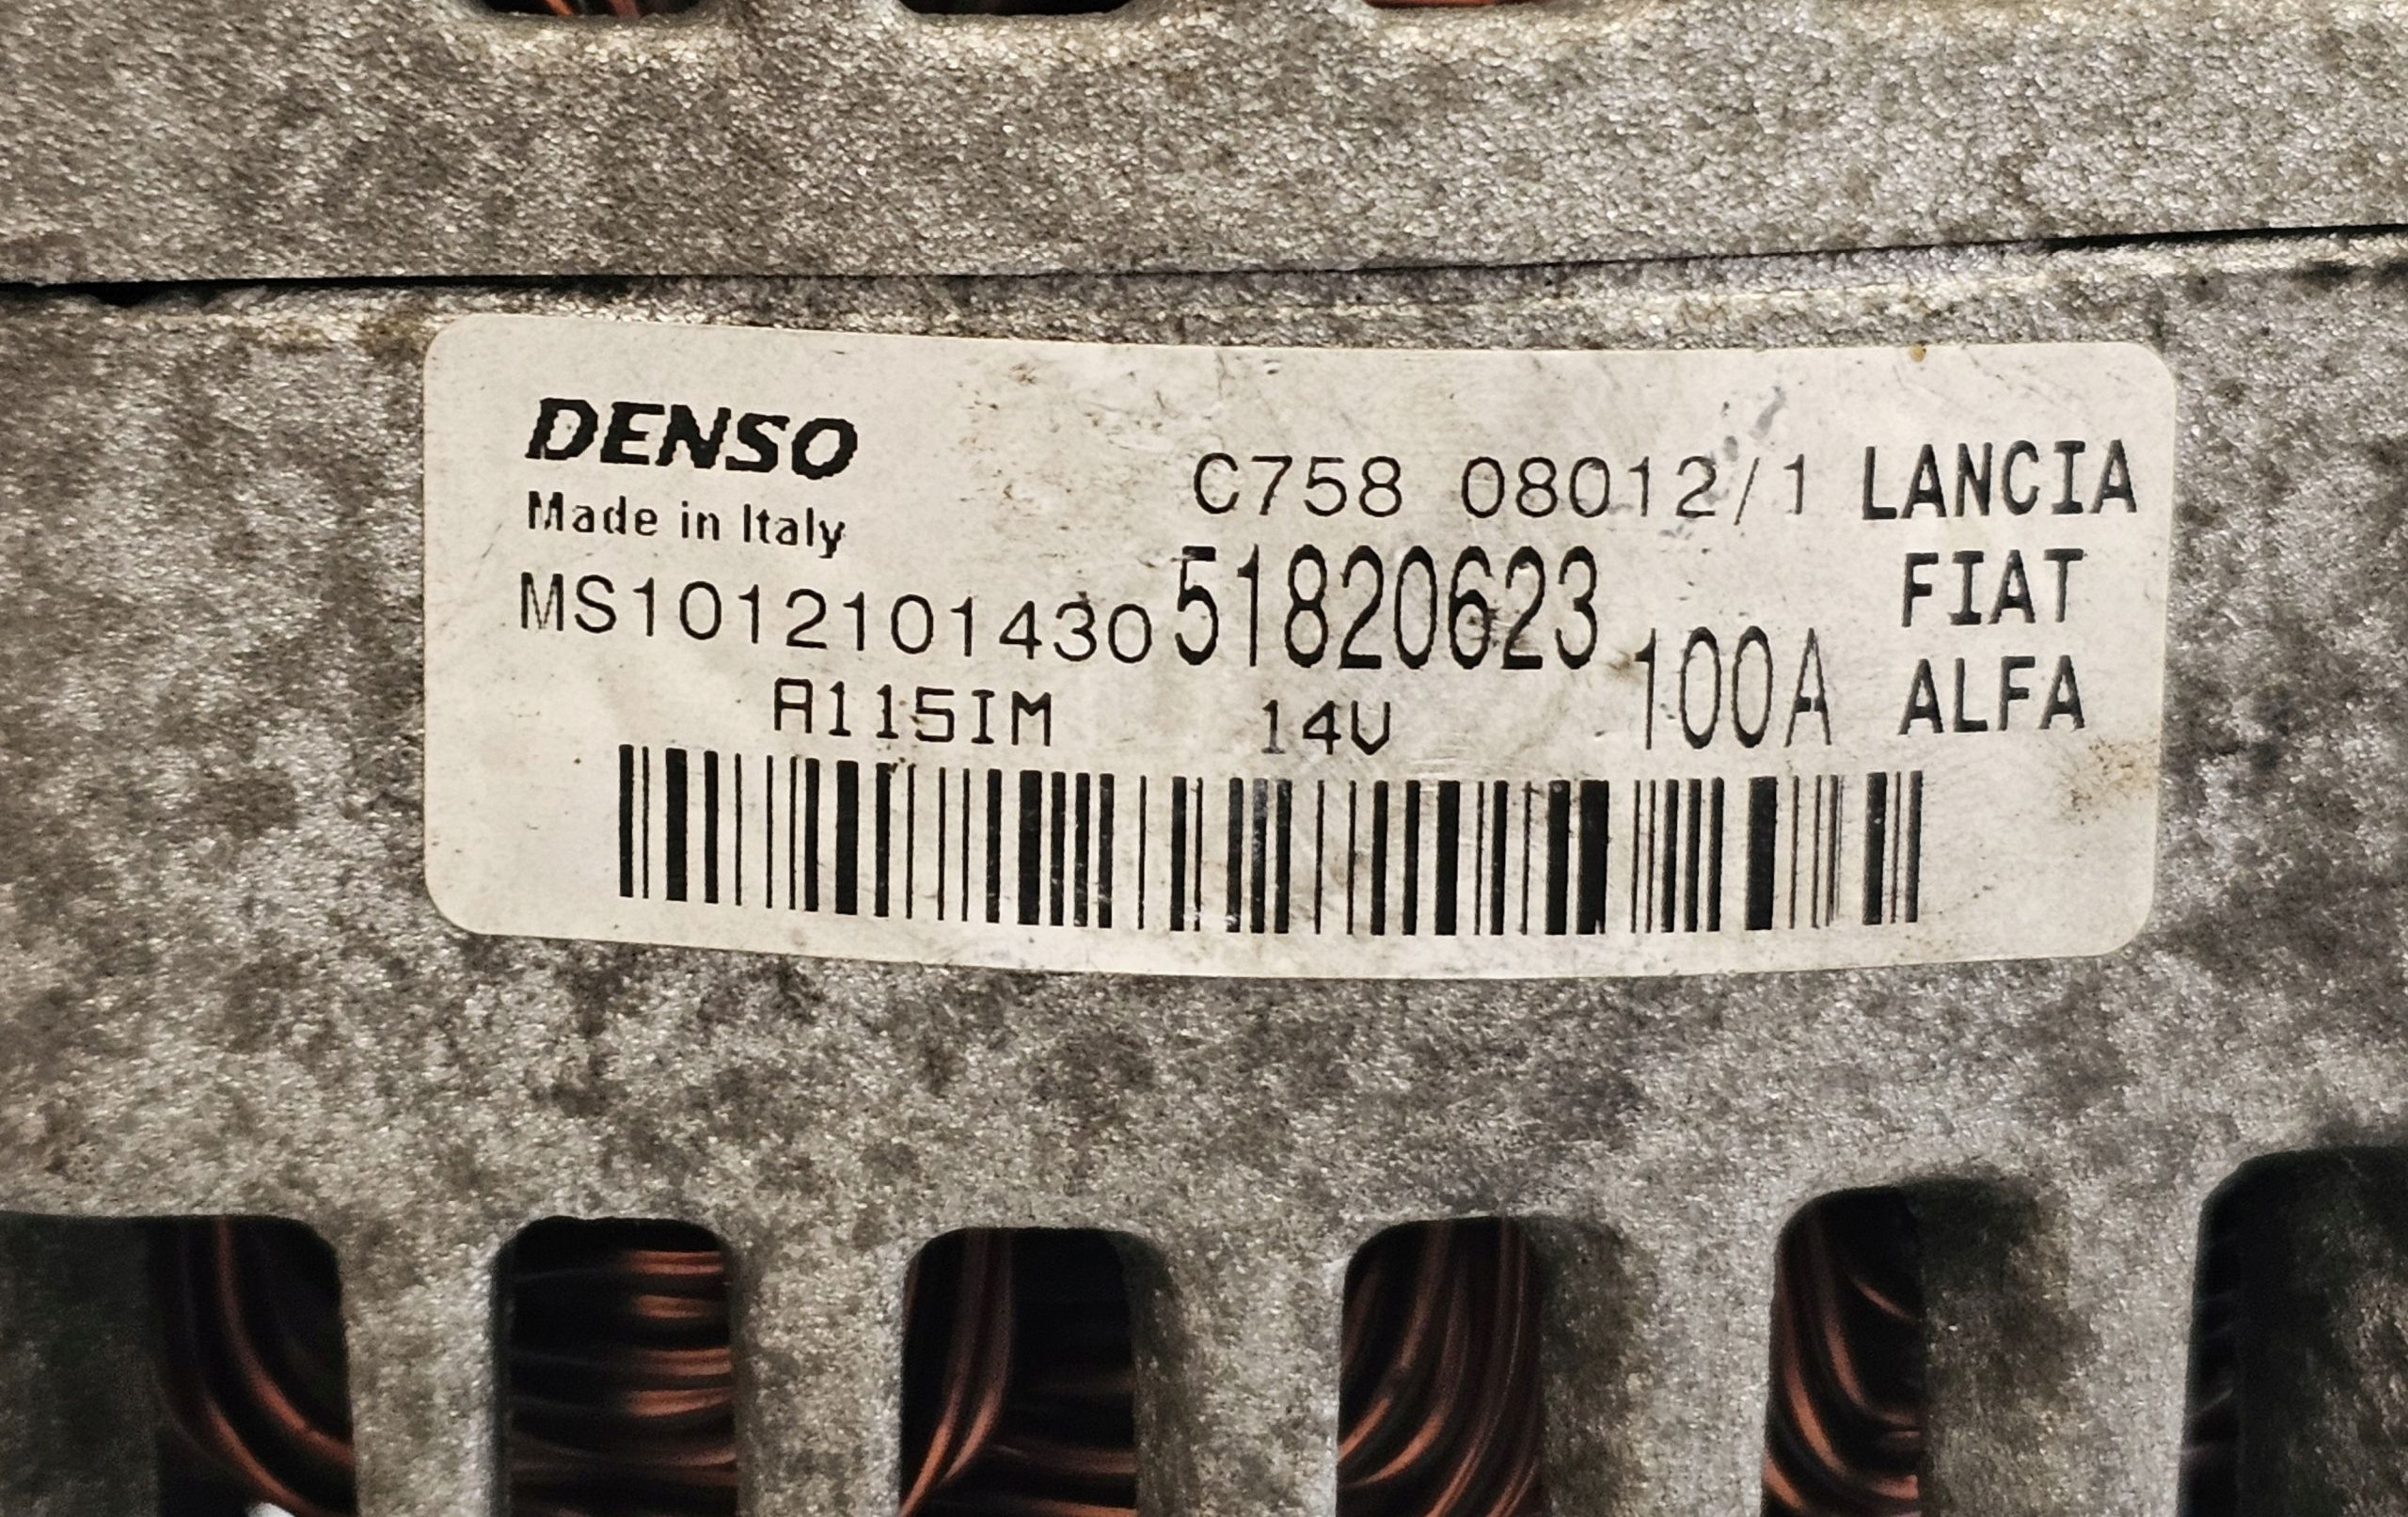 DENSO
Made in Italy
C758 08012/1 LANCIA
MS1012101430 51820623 FIAT
A115IM 14V 100A ALFA